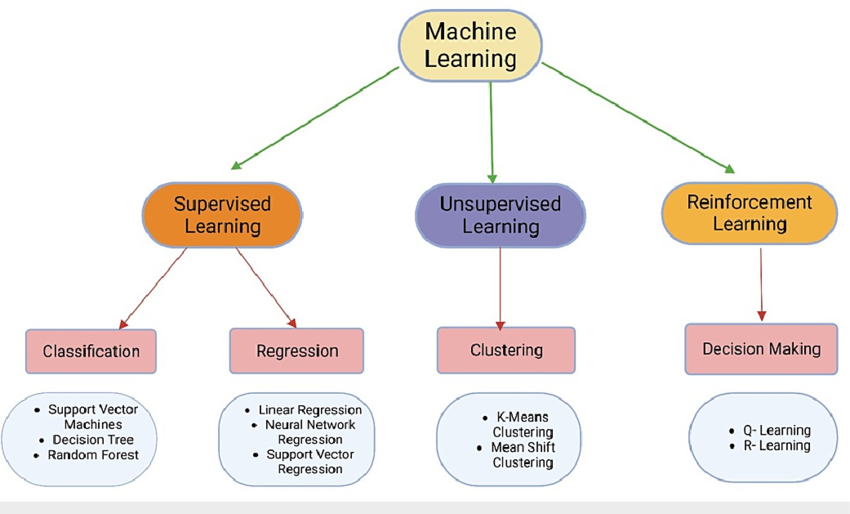 Machine
Learning
Supervised
Learning
Unsupervised
Learning
Reinforcement
Learning
Classification
Regression
Clustering
Decision Making
• Support Vector
Machines
• Decision Tree
• Random Forest
• Linear Regression
• Neural Network
Regression
• Support Vector
Regression
• K-Means
Clustering
• Mean Shift
Clustering
• Q- Learning
• R- Learning